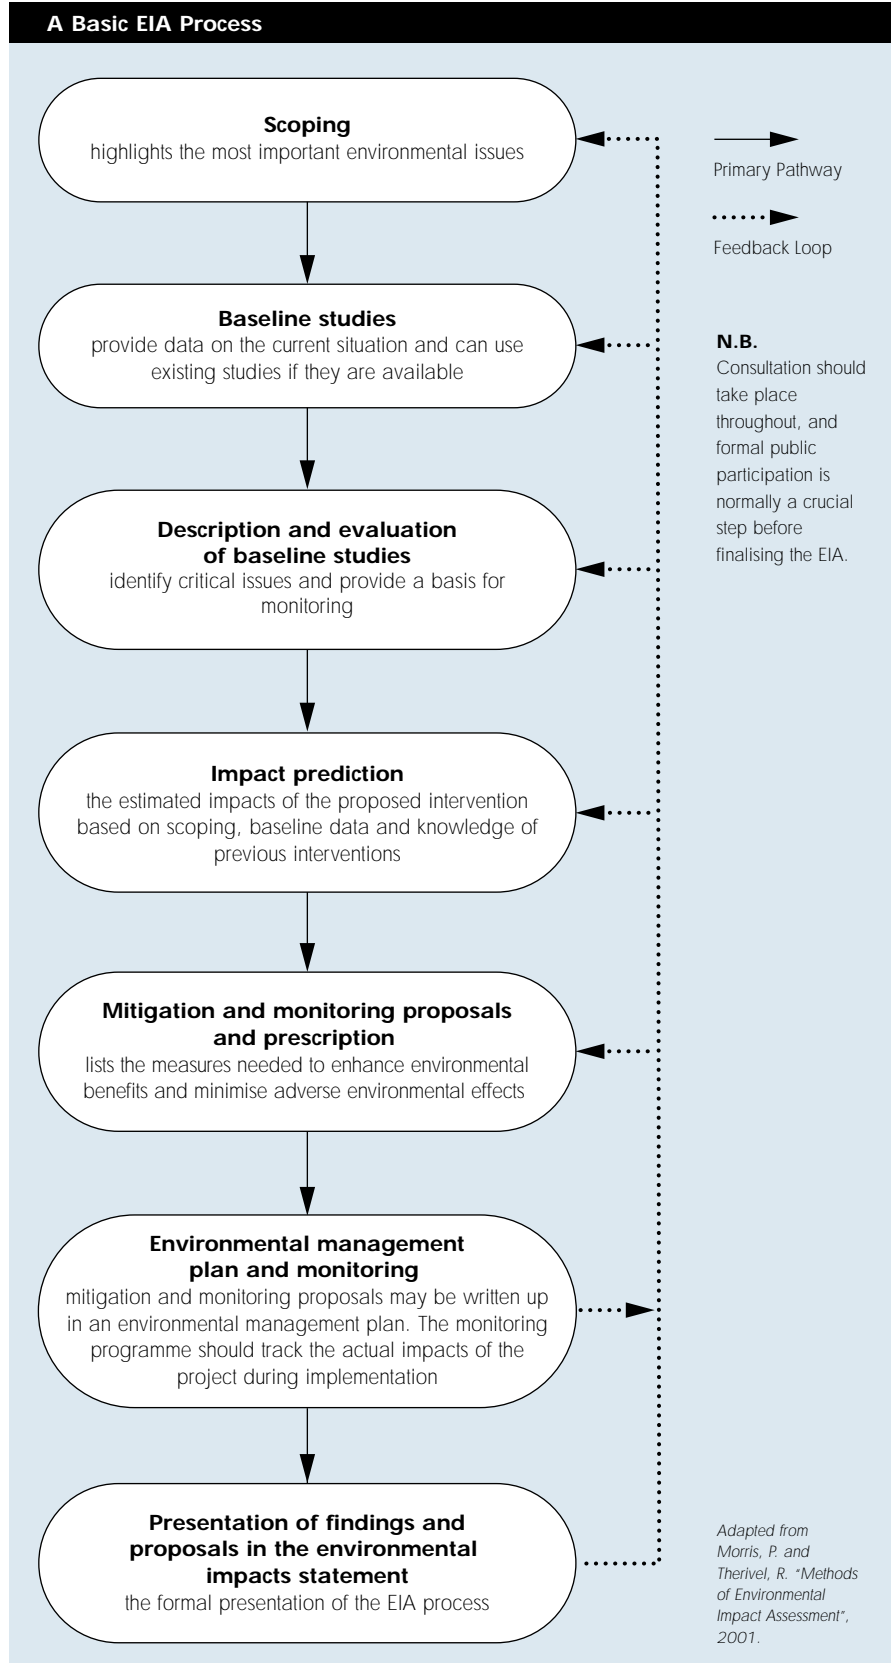 A Basic EIA Process
Scoping
highlights the most important environmental issues
Baseline studies
provide data on the current situation and can use
existing studies if they are available
Description and evaluation
of baseline studies
identify critical issues and provide a basis for
monitoring
Impact prediction
the estimated impacts of the proposed intervention
based on scoping, baseline data and knowledge of
previous interventions
Mitigation and monitoring proposals
and prescription
lists the measures needed to enhance environmental
benefits and minimise adverse environmental effects
Environmental management
plan and monitoring
mitigation and monitoring proposals may be written up
in an environmental management plan. The monitoring
programme should track the actual impacts of the
project during implementation
Presentation of findings and
proposals in the environmental
impacts statement
the formal presentation of the EIA process
Primary Pathway
Feedback Loop
N.B.
Consultation should
take place
throughout, and
formal public
participation is
normally a crucial
step before
finalising the EIA.
Adapted from
Morris, P. and
Therivel, R. “Methods
of Environmental
Impact Assessment”,
2001.